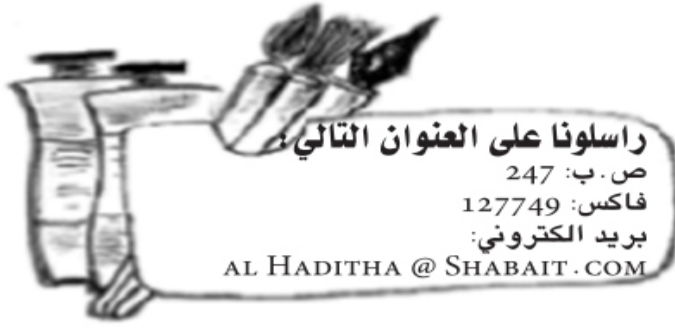 راسلونا على العنوان التالي:
ص.ب: 247
فاكس: 127749
بريد الكتروني:
AL HADITHA @ SHABAIT.COM